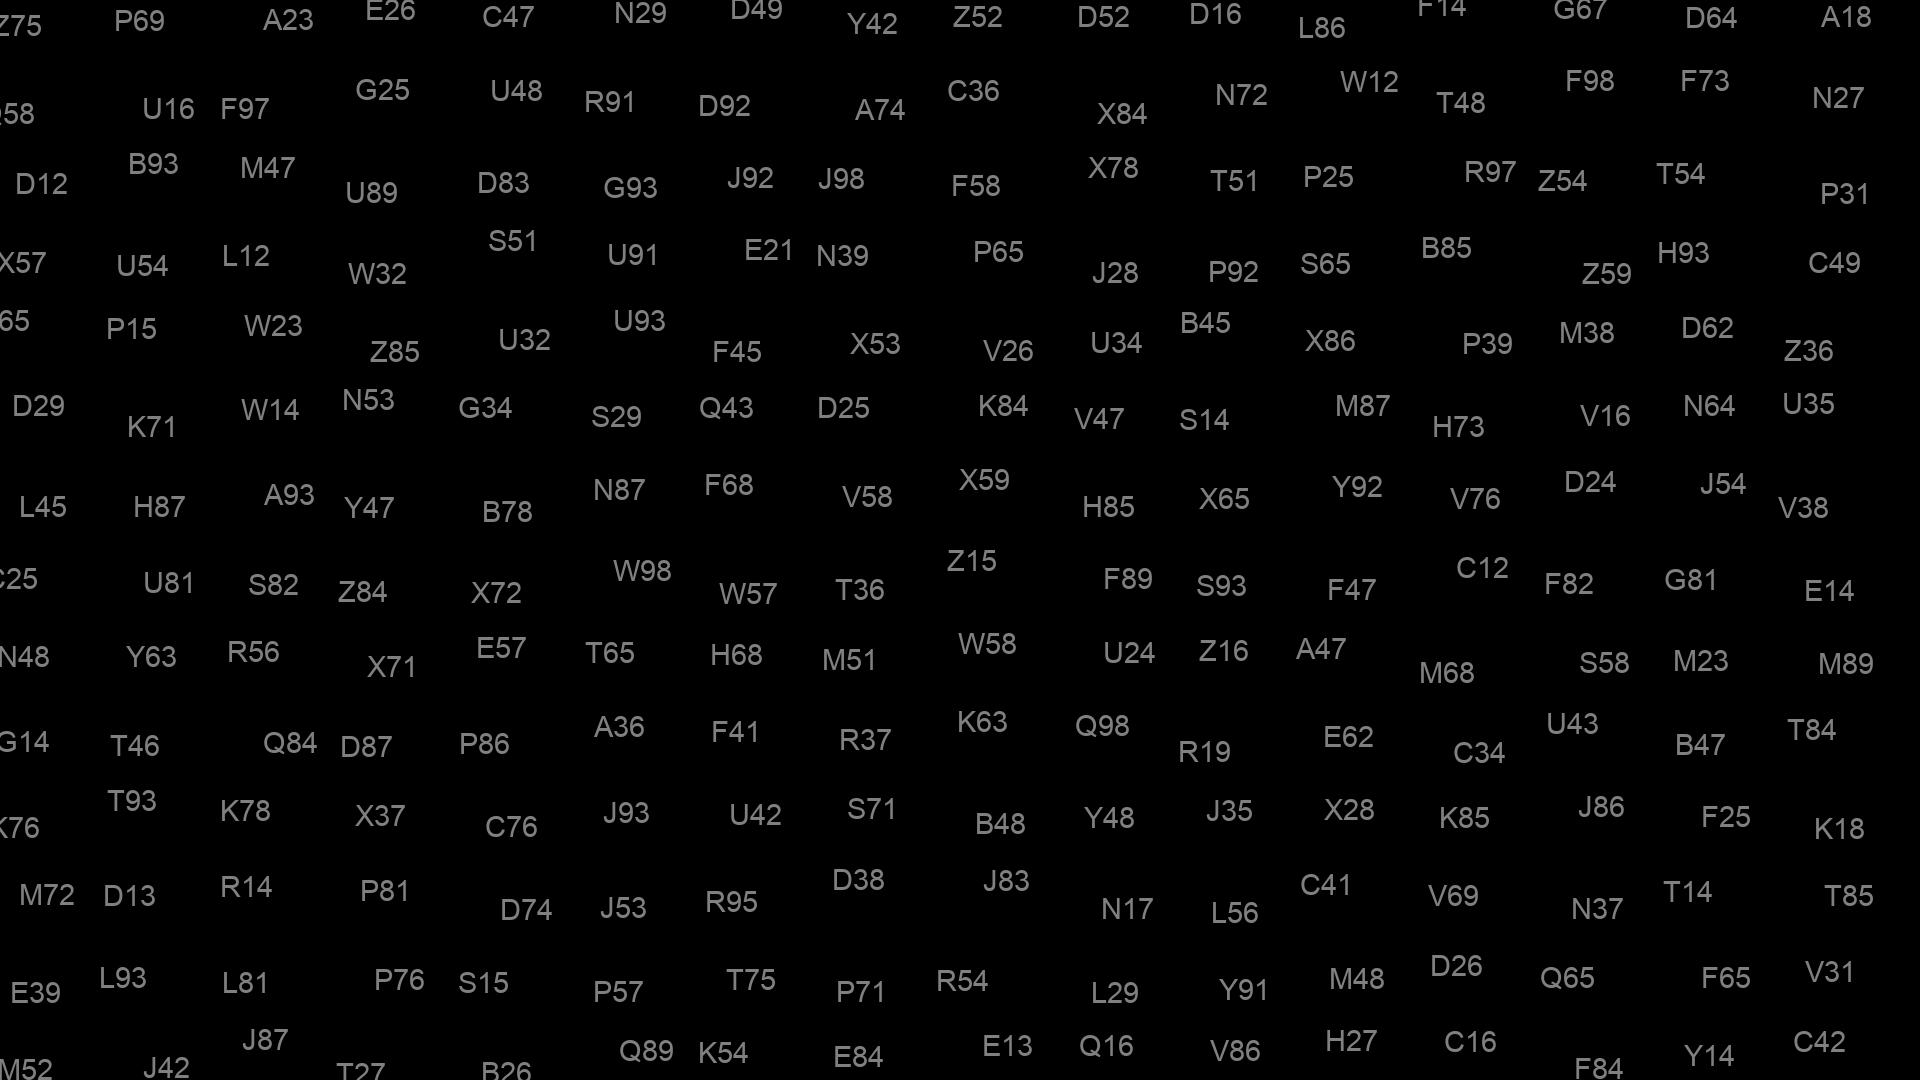 Z75 P69 A23 E26 C47 N29 D49 Y42 Z52 D52 D16 L86 F14 G67 D64 A18
58 U16 F97 G25 U48 R91 D92 A74 C36 X84 N72 W12 T48 F98 F73 N27
D12 B93 M47 U89 D83 G93 J92 J98 F58 X78 T51 P25 R97 Z54 T54 P31
X57 U54 L12 W32 S51 U91 E21 N39 P65 J28 P92 S65 B85 Z59 H93 C49
65 P15 W23 Z85 U32 U93 F45 X53 V26 U34 B45 X86 P39 M38 D62 Z36
D29 K71 W14 N53 G34 S29 Q43 D25 K84 V47 S14 M87 H73 V16 N64 U35
L45 H87 A93 Y47 B78 N87 F68 V58 X59 H85 X65 Y92 V76 D24 J54 V38
C25 U81 S82 Z84 X72 W98 W57 T36 Z15 F89 S93 F47 C12 F82 G81 E14
N48 Y63 R56 X71 E57 T65 H68 M51 W58 U24 Z16 A47 M68 S58 M23 M89
G14 T46 Q84 D87 P86 A36 F41 R37 K63 Q98 R19 E62 C34 U43 B47 T84
K76 T93 K78 X37 C76 J93 U42 S71 B48 Y48 J35 X28 K85 J86 F25 K18
M72 D13 R14 P81 D74 J53 R95 D38 J83 N17 L56 C41 V69 N37 T14 T85
E39 L93 L81 P76 S15 P57 T75 P71 R54 L29 Y91 M48 D26 Q65 F65 V31
M52 J42 J87 T27 B26 Q89 K54 E84 E13 Q16 V86 H27 C16 F84 Y14 C42